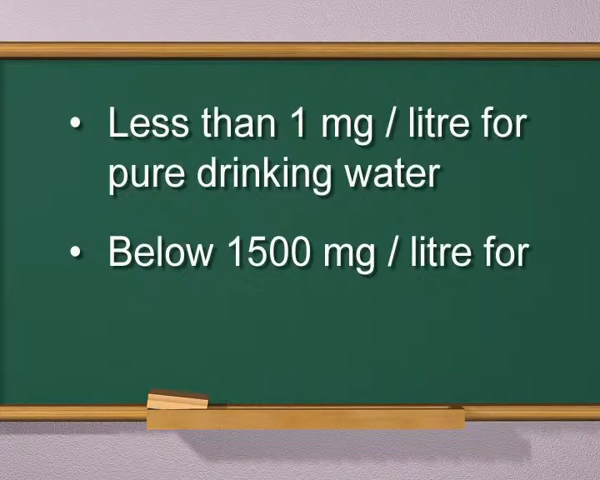 • Less than 1 mg / litre for
pure drinking water
• Below 1500 mg / litre for